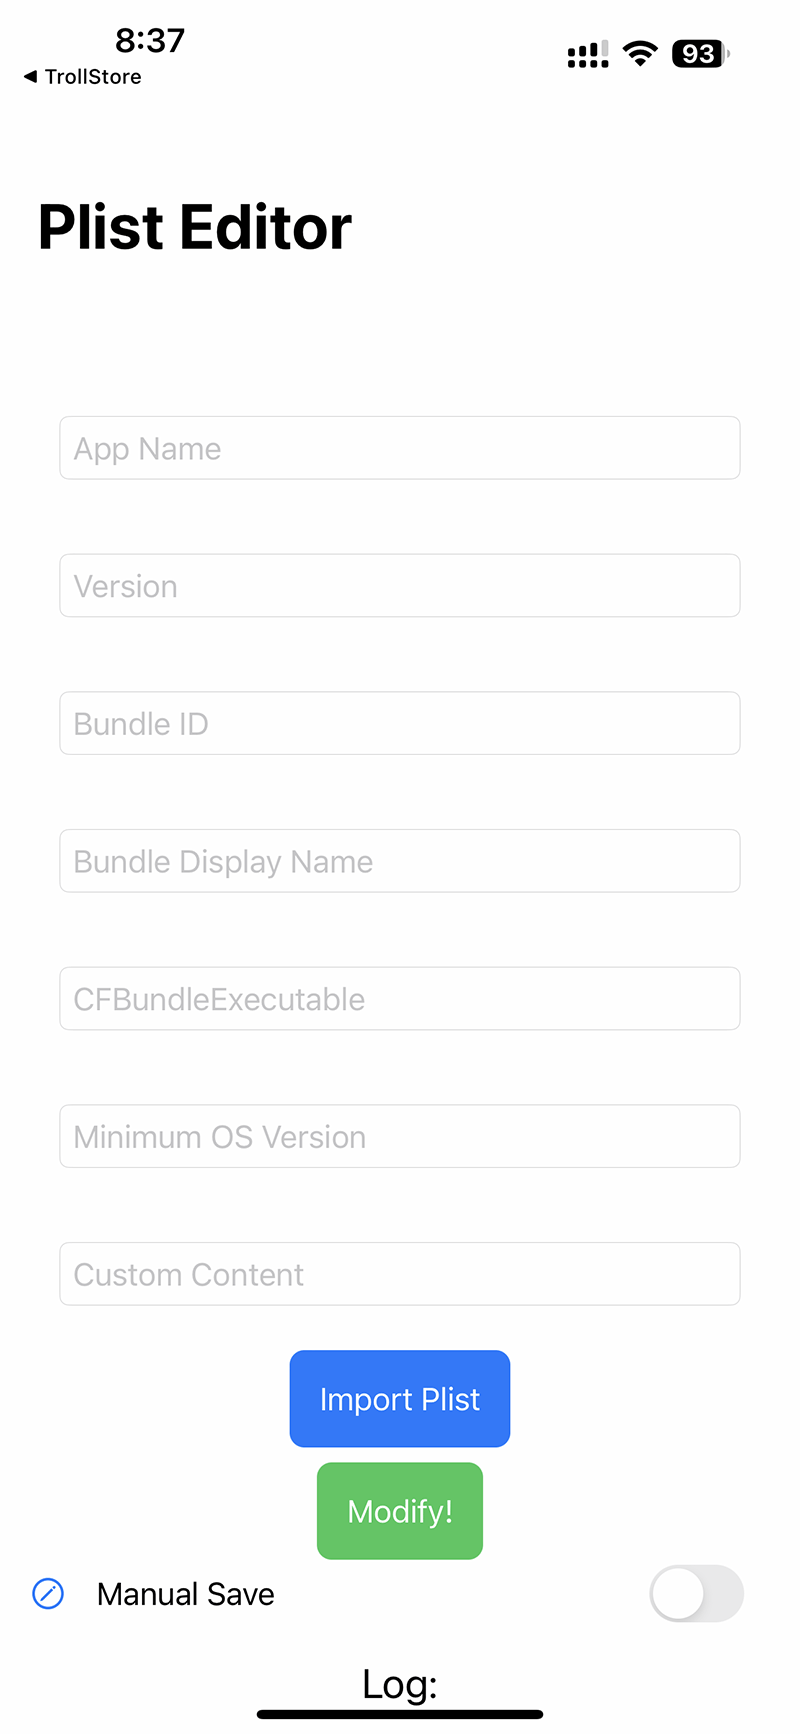 8:37
93
◀ TrollStore
Plist Editor
App Name
Version
Bundle ID
Bundle Display Name
CFBundleExecutable
Minimum OS Version
Custom Content
Import Plist
Modify!
Manual Save
Log: